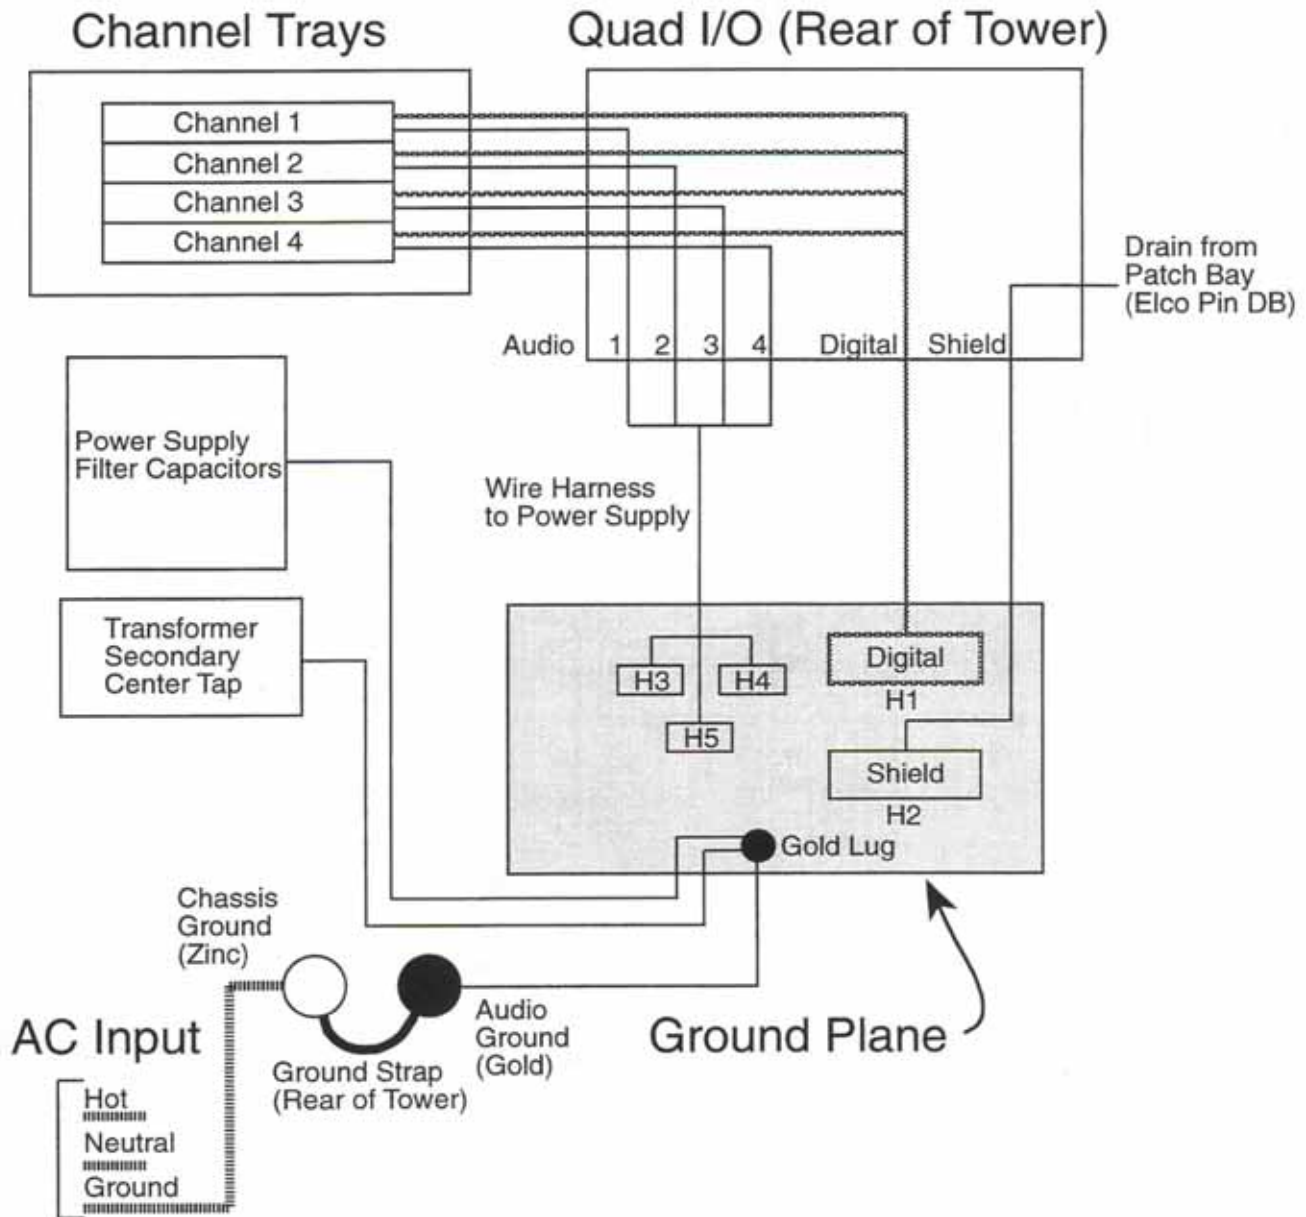 Channel Trays
Quad I/O (Rear of Tower)
Channel 1
Channel 2
Channel 3
Channel 4
Drain from
Patch Bay
(Elco Pin DB)
Audio 1 2 3 4 Digital Shield
Power Supply
Filter Capacitors
Wire Harness
to Power Supply
Transformer
Secondary
Center Tap
H3 H4
H5
Digital
H1
Shield
H2
Gold Lug
Chassis
Ground
(Zinc)
Audio
Ground
(Gold)
Ground Plane
AC Input
Ground Strap
(Rear of Tower)
Hot
Neutral
Ground